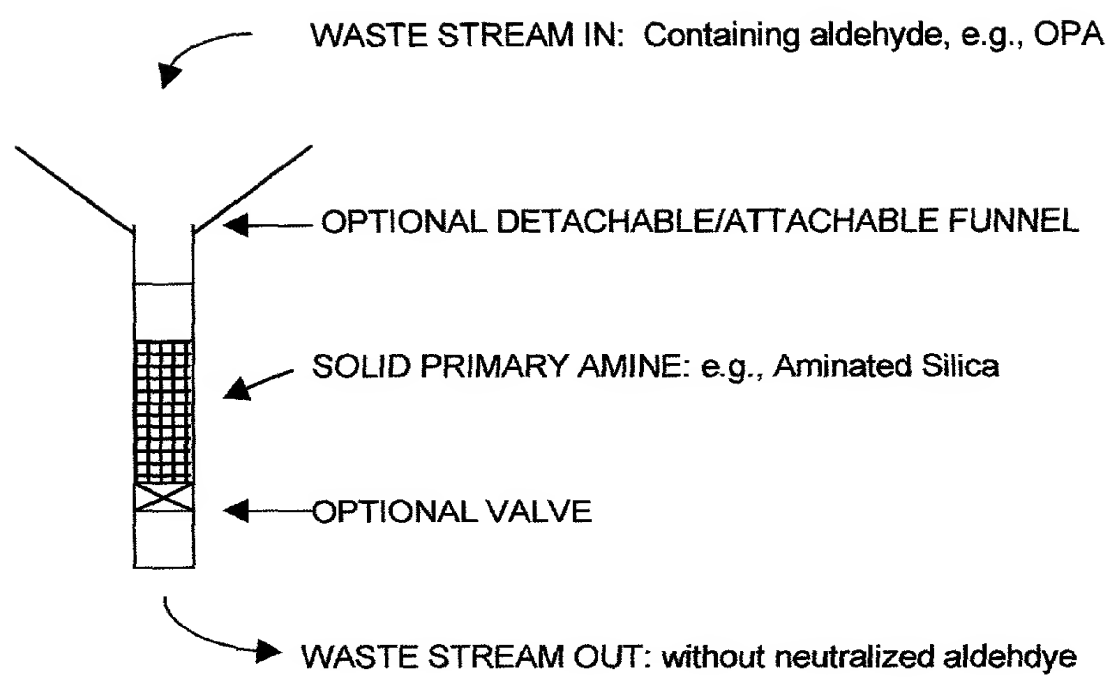 WASTE STREAM IN: Containing aldehyde, e.g., OPA
OPTIONAL DETACHABLE/ATTACHABLE FUNNEL
SOLID PRIMARY AMINE: e.g., Aminated Silica
OPTIONAL VALVE
WASTE STREAM OUT: without neutralized aldehdye